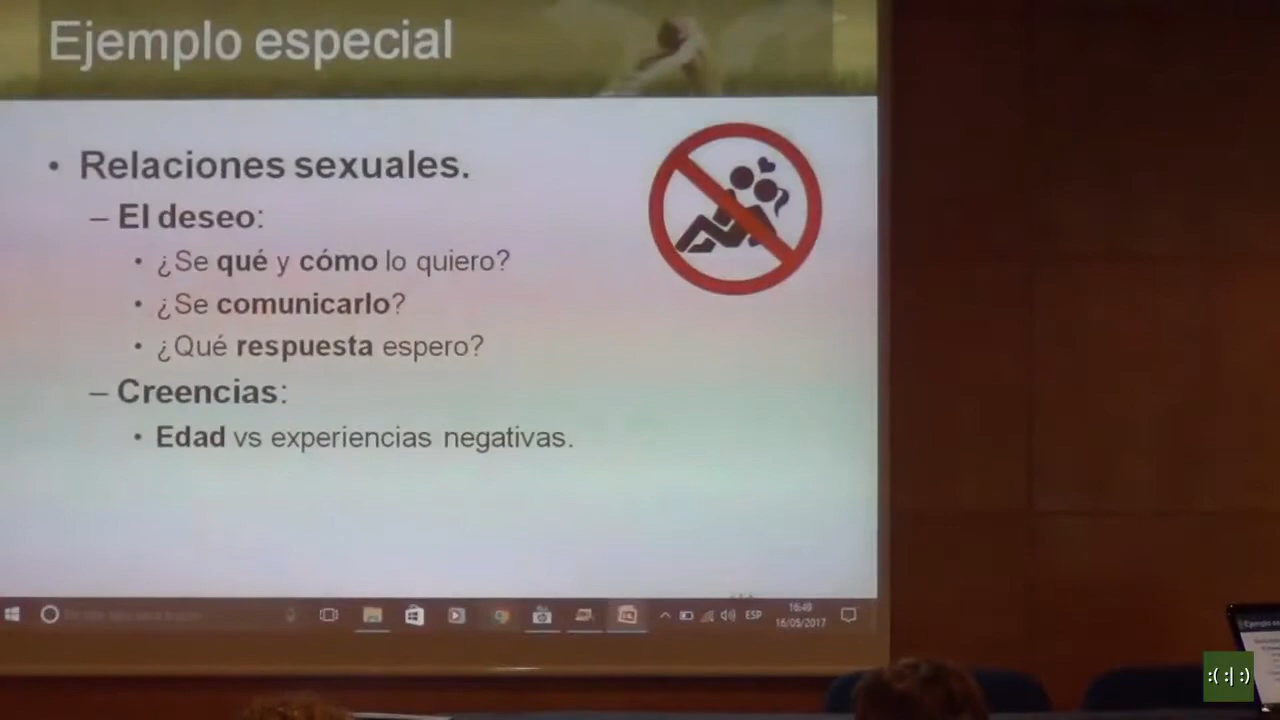 Ejemplo especial
• Relaciones sexuales.
– El deseo:
• ¿Se qué y cómo lo quiero?
• ¿Se comunicarlo?
• ¿Qué respuesta espero?
– Creencias:
• Edad vs experiencias negativas.
ESP
16:49
16/05/2017
:( :| :)